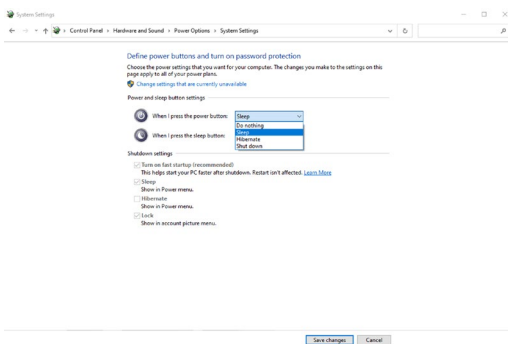 System Settings
Control Panel > Hardware and Sound > Power Options > System Settings
Define power buttons and turn on password protection
Choose the power settings that you want for your computer. The changes you make to the settings on this
page apply to all of your power plans.
Change settings that are currently unavailable
Power and sleep button settings
When I press the power button: Sleep
Do nothing
Sleep
Hibernate
When I press the sleep button:
Shut down
Shutdown settings
Turn on fast startup (recommended)
This helps start your PC faster after shutdown. Restart isn't affected. Learn More
Sleep
Show in Power menu.
Hibernate
Show in Power menu.
Lock
Show in account picture menu.
Save changes Cancel